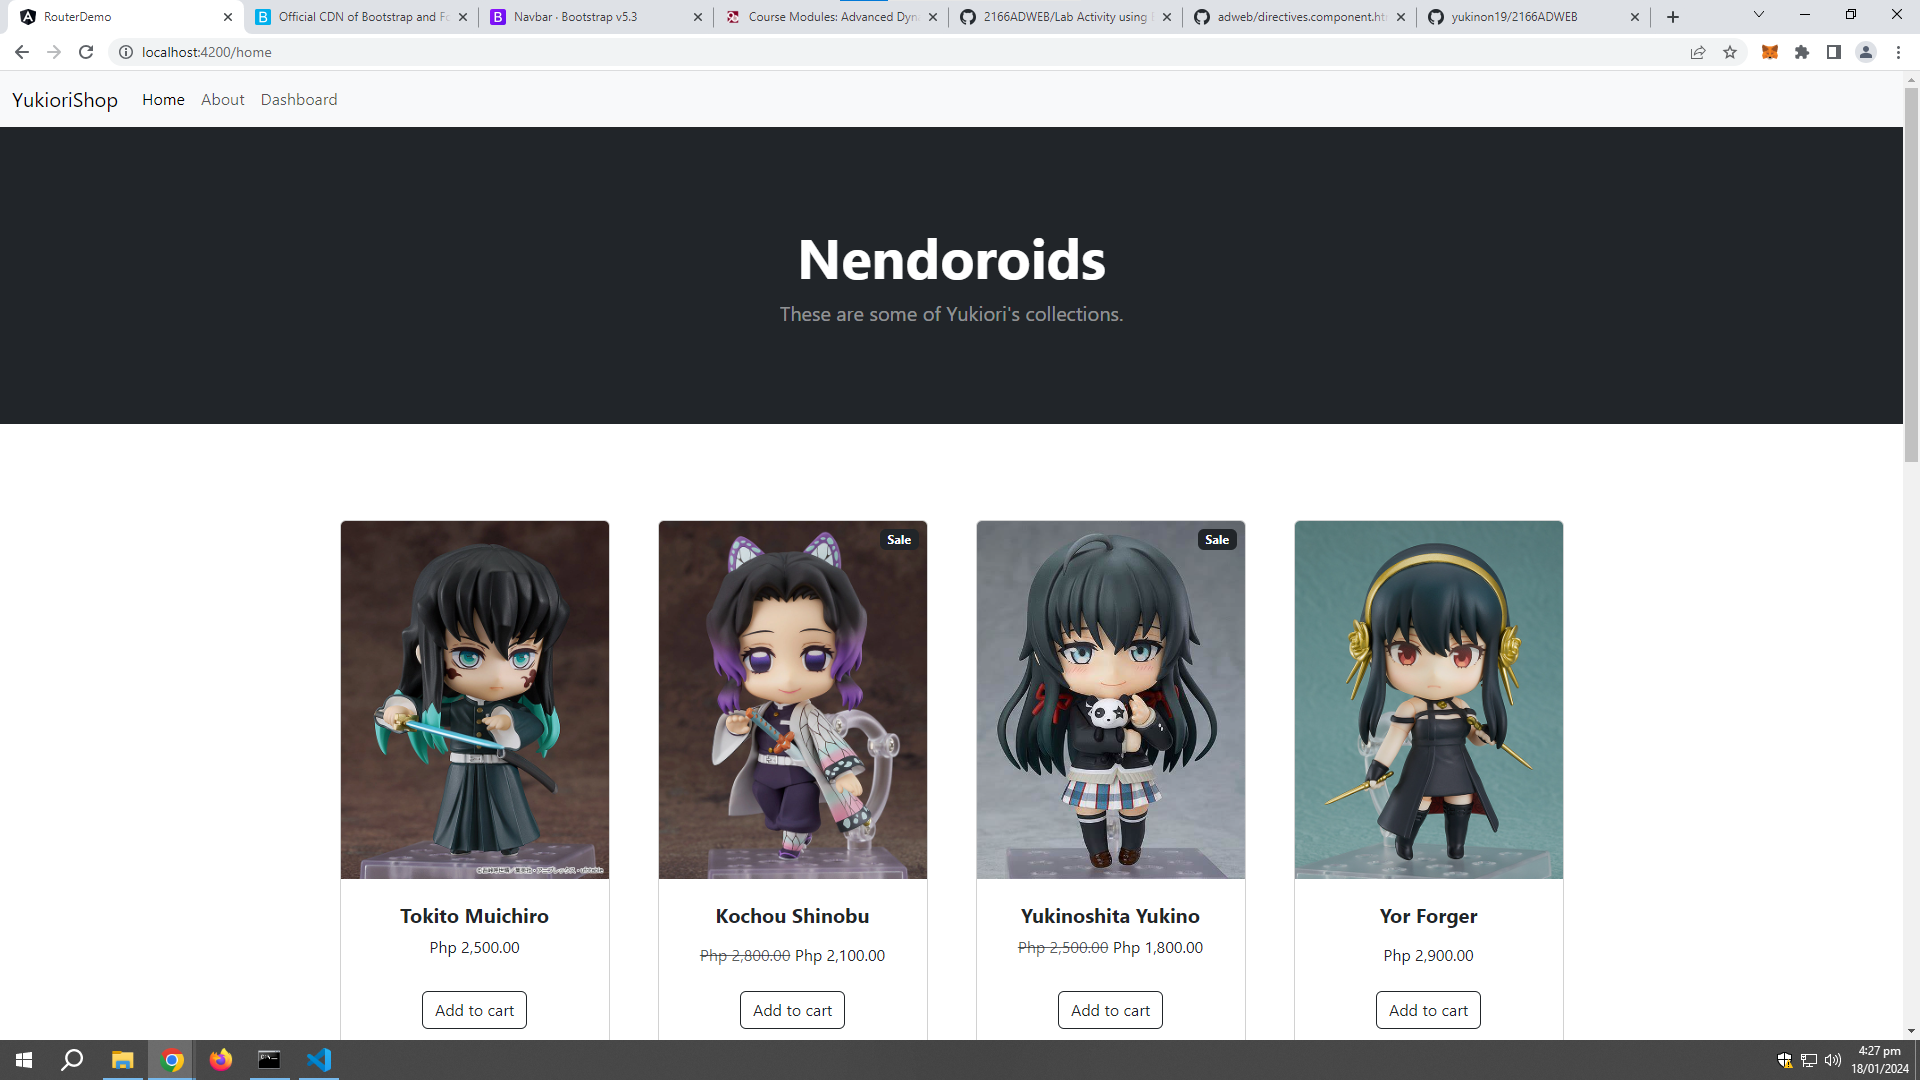 RouterDemo
Official CDN of Bootstrap and Fo
Navbar · Bootstrap v5.3
Course Modules: Advanced Dyn
2166ADWEB/Lab Activity using
adweb/directives.component.ht
yukinon19/2166ADWEB
localhost:4200/home
YukioriShop Home About Dashboard
Nendoroids
These are some of Yukiori's collections.
Sale
Sale
Tokito Muichiro
Php 2,500.00
Add to cart
Kochou Shinobu
Php 2,800.00 Php 2,100.00
Add to cart
Yukinoshita Yukino
Php 2,500.00 Php 1,800.00
Add to cart
Yor Forger
Php 2,900.00
Add to cart
4:27 pm
18/01/2024